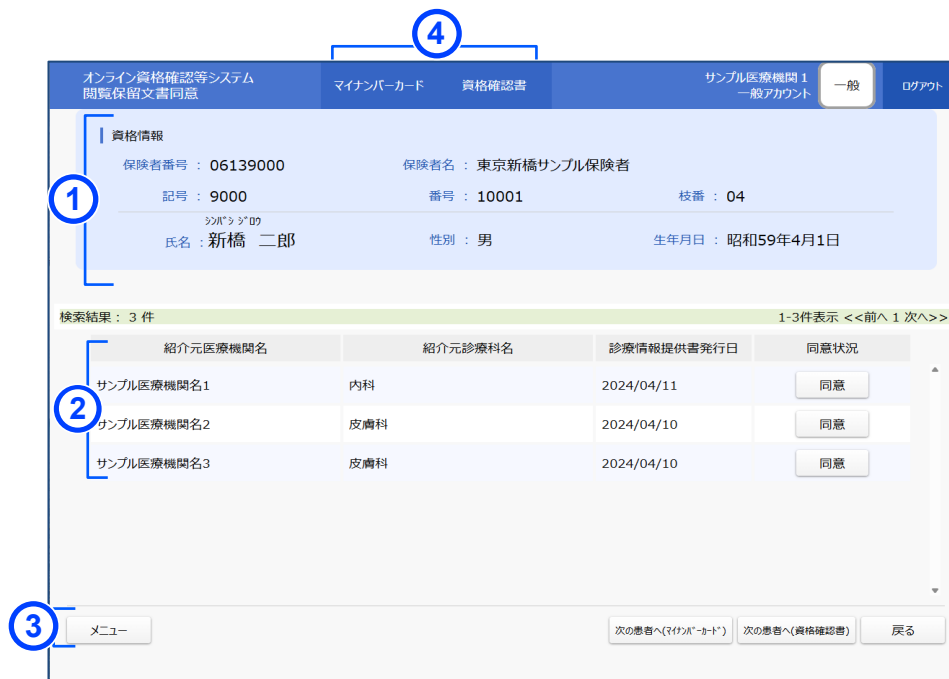 4
オンライン資格確認等システム
閲覧保留文書同意
マイナンバーカード 資格確認書
サンプル医療機関 1
一般アカウント
一般
ログアウト
1
資格情報
保険者番号 : 06139000 保険者名 : 東京新橋サンプル保険者
記号 : 9000 番号 : 10001 枝番 : 04
シンバシ ジロウ
氏名 : 新橋 二郎 性別 : 男 生年月日 : 昭和59年4月1日
検索結果： 3 件 1-3件表示 <<前へ 1 次へ>>
2
紹介元医療機関名 紹介元診療科名 診療情報提供書発行日 同意状況
サンプル医療機関名1 内科 2024/04/11 同意
サンプル医療機関名2 皮膚科 2024/04/10 同意
サンプル医療機関名3 皮膚科 2024/04/10 同意
3
メニュー 次の患者へ(ﾏｲﾅﾝﾊﾞｰｶｰﾄﾞ) 次の患者へ(資格確認書) 戻る